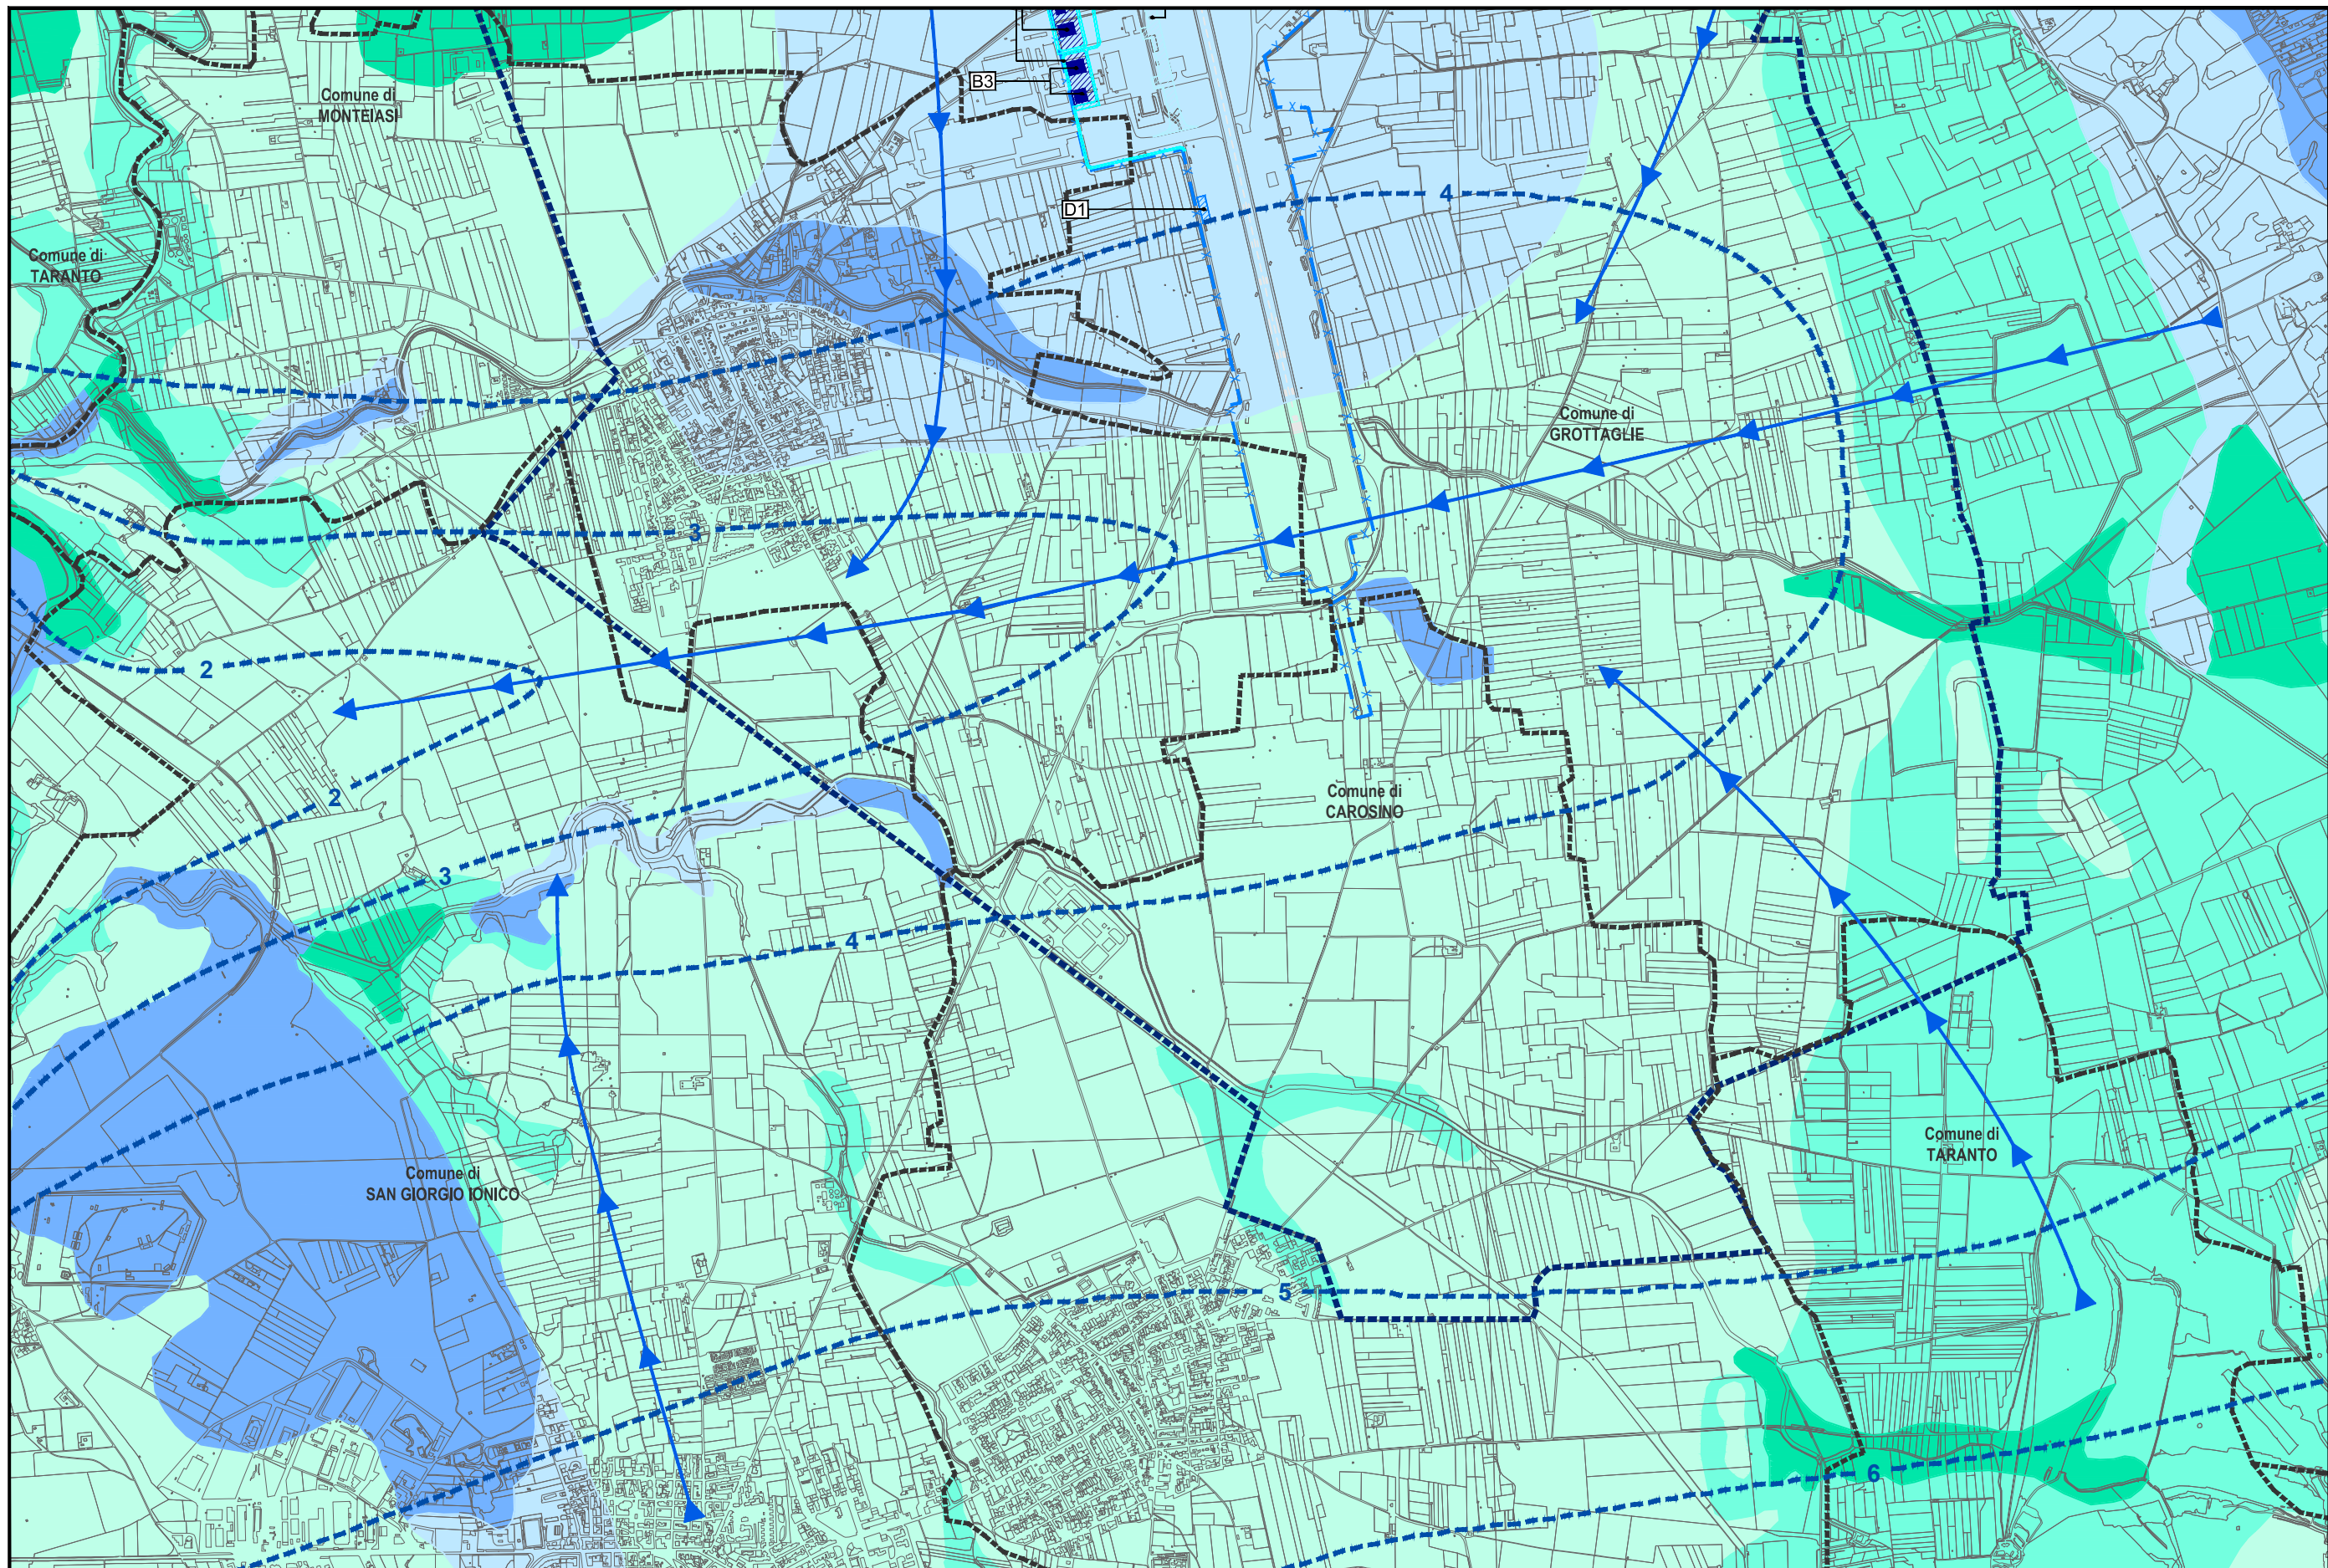 B3
Comune di
MONTEIASI
4
D1
Comune di
TARANTO
Comune di
GROTTAGLIE
3
2
2
Comune di
CAROSINO
3
4
Comune di
TARANTO
Comune di
SAN GIORGIO IONICO
5
6